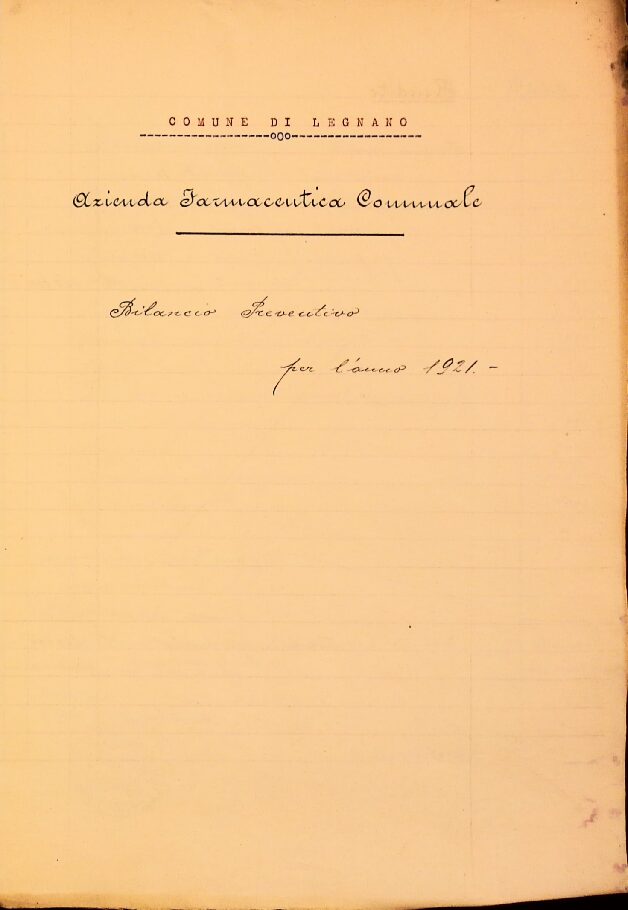 COMUNE DI LEGNANO
Azienda Farmaceutica Comunale
Bilancio Preventivo
per l'anno 1921.-